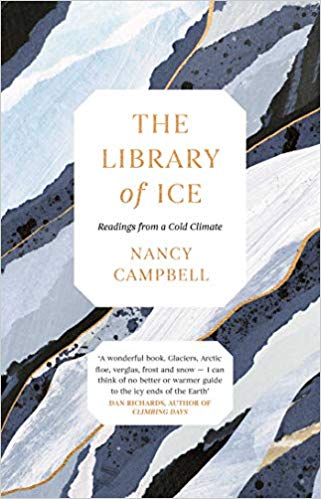 THE
LIBRARY
of ICE
Readings from a Cold Climate
NANCY
CAMPBELL
‘A wonderful book, Glaciers, Arctic
floe, verglas, frost and snow — I can
think of no better or warmer guide
to the icy ends of the Earth’
DAN RICHARDS, AUTHOR OF
CLIMBING DAYS